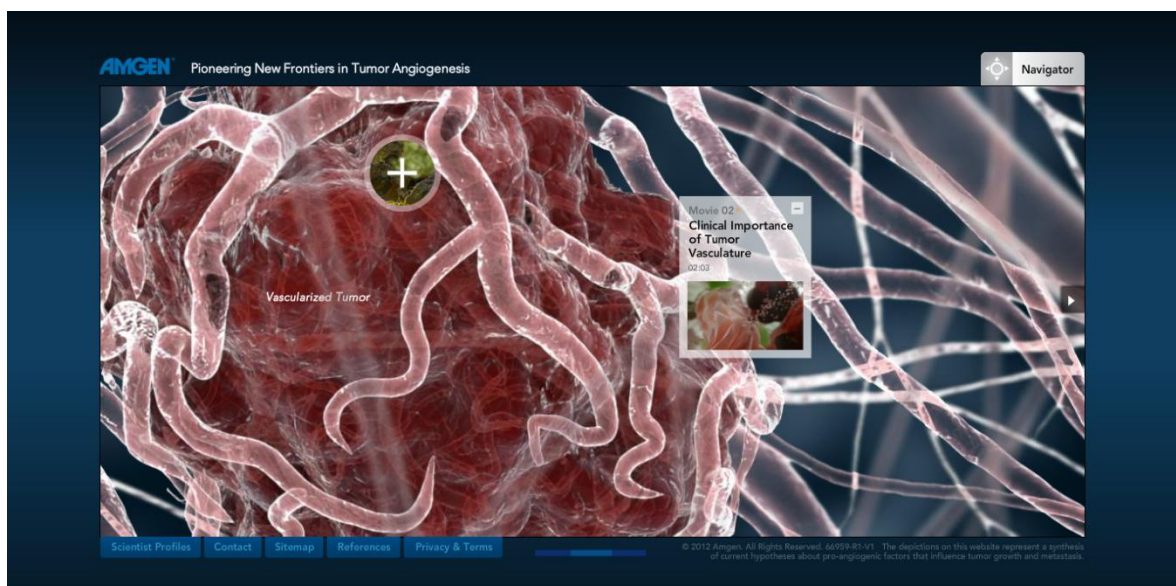 AMGEN Pioneering New Frontiers in Tumor Angiogenesis
Navigator
Movie 02
Clinical Importance
of Tumor
Vasculature
02:03
Vascularized Tumor
Scientist Profiles
Contact
Sitemap
References
Privacy & Terms
© 2012 Amgen. All Rights Reserved. 66959-R1-V1 The depictions on this website represent a synthesis
of current hypotheses about pro-angiogenic factors that influence tumor growth and metastasis.